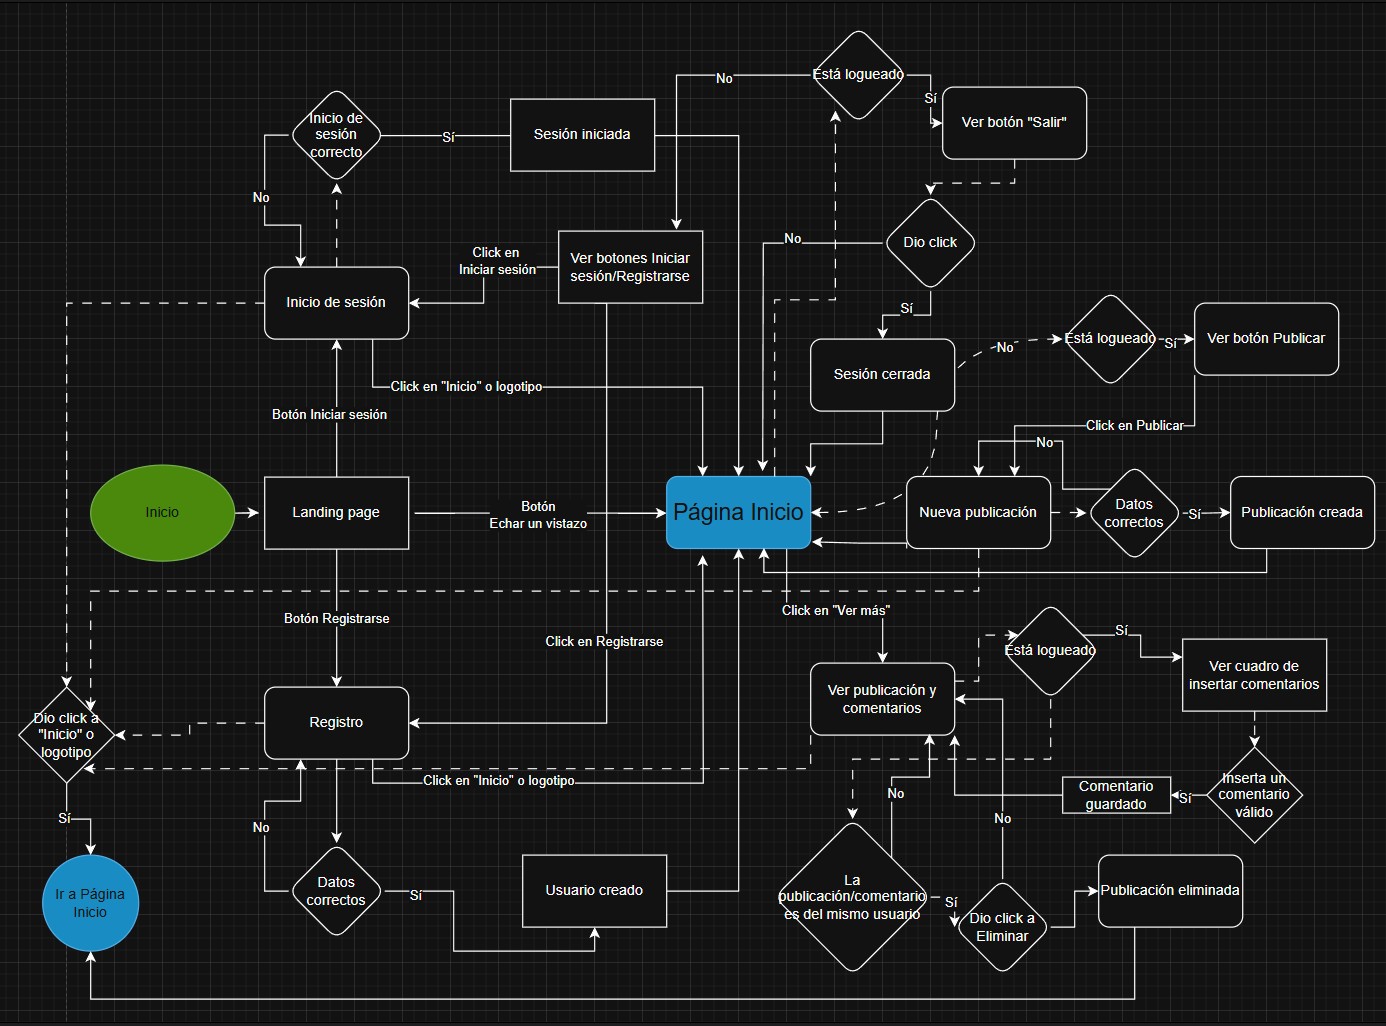 Está logueado
No
Sí
Ver botón "Salir"
Inicio de
sesión
correcto
Sí
Sesión iniciada
No
Dio click
No
Click en
Iniciar sesión
Ver botones Iniciar
sesión/Registrarse
Inicio de sesión
Sí
Está logueado
No
Sí
Ver botón Publicar
Sesión cerrada
Click en "Inicio" o logotipo
Botón Iniciar sesión
Click en Publicar
No
Inicio
Landing page
Botón
Echar un vistazo
Página Inicio
Nueva publicación
Datos
correctos
Sí
Publicación creada
Botón Registrarse
Click en "Ver más"
Click en Registrarse
Está logueado
Sí
Ver cuadro de
insertar comentarios
Ver publicación y
comentarios
Dio click a
"Inicio" o
logotipo
Registro
Click en "Inicio" o logotipo
Inserta un
comentario
válido
Sí
Comentario
guardado
No
No
Sí
No
Datos
correctos
Sí
Usuario creado
La
publicación/comentario
es del mismo usuario
Sí
Dio click a
Eliminar
Publicación eliminada
Ir a Página
Inicio